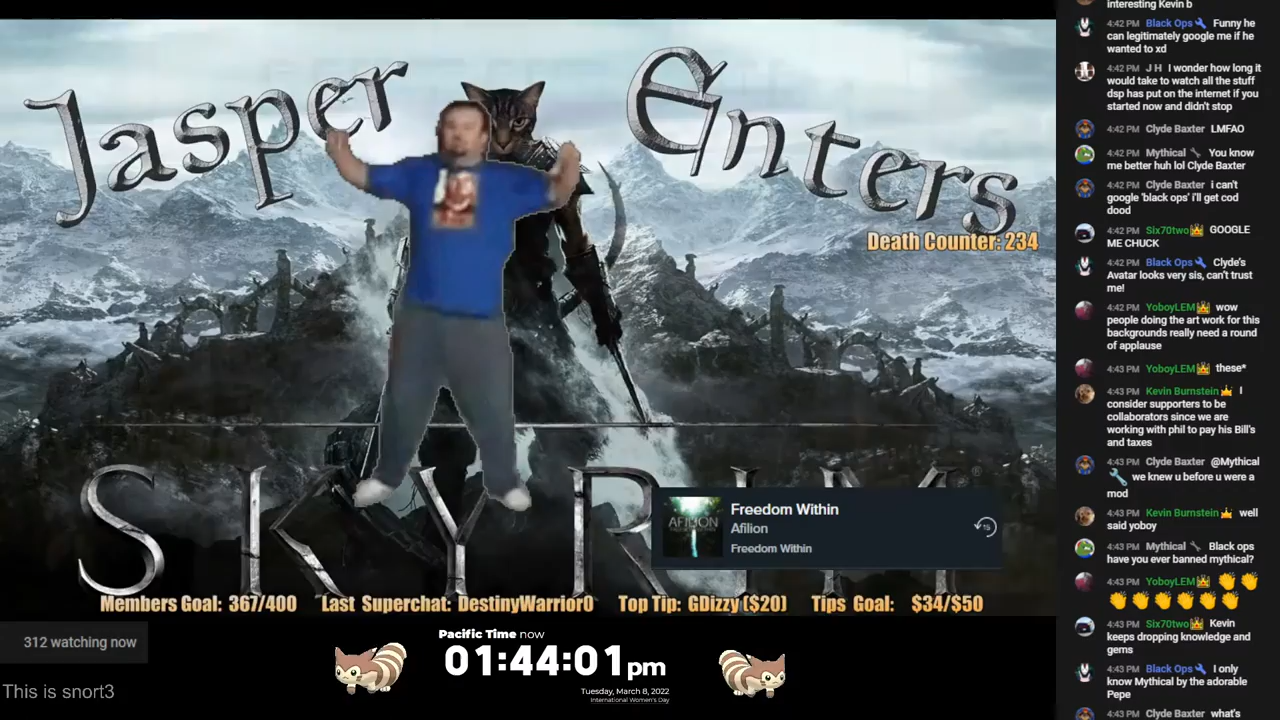 Jasper Enters
Death Counter: 234
SKYRIM
Freedom Within
Afilion
Freedom Within
AFILION
15
Members Goal: 367/400 Last Superchat: DestinyWarrior0 Top Tip: GDizzy ($20) Tips Goal: $34/$50
312 watching now
This is snort3
Pacific Time now
01:44:01pm
Tuesday, March 8, 2022
International Women's Day
interesting Kevin b
4:42 PM Black Ops Funny he
can legitimately google me if he
wanted to xd
4:42 PM J H I wonder how long it
would take to watch all the stuff
dsp has put on the internet if you
started now and didn't stop
4:42 PM Clyde Baxter LMFAO
4:42 PM Mythical You know
me better huh lol Clyde Baxter
4:42 PM Clyde Baxter i can't
google 'black ops' i'll get cod
dood
4:42 PM Six70two GOOGLE
ME CHUCK
4:42 PM Black Ops Clyde's
Avatar looks very sis, can't trust
me!
4:42 PM YoboyLEM wow
people doing the art work for this
backgrounds really need a round
of applause
4:43 PM YoboyLEM these*
4:43 PM Kevin Burnstein I
consider supporters to be
collaborators since we are
working with phil to pay his Bill's
and taxes
4:43 PM Clyde Baxter @Mythical
we knew u before u were a
mod
4:43 PM Kevin Burnstein well
said yoboy
4:43 PM Mythical Black ops
have you ever banned mythical?
4:43 PM YoboyLEM 👏👏
👏👏👏👏👏👏
4:43 PM Six70two Kevin
keeps dropping knowledge and
gems
4:43 PM Black Ops I only
know Mythical by the adorable
Pepe
4:43 PM Clyde Baxter what's